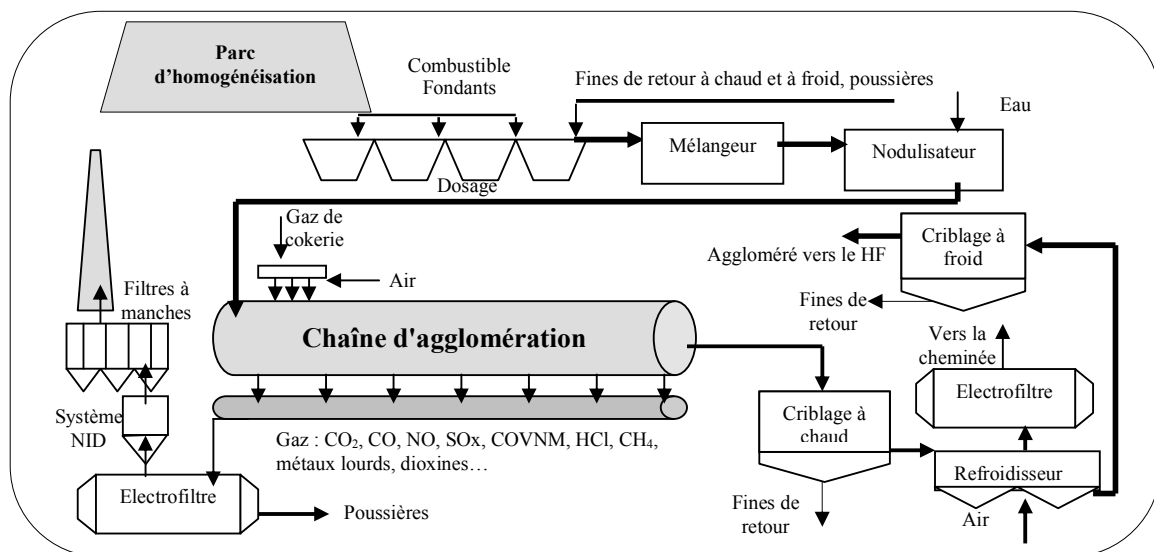 Parc
d'homogénéisation
Combustible
Fondants
Fines de retour à chaud et à froid, poussières
Eau
Mélangeur
Nodulisateur
Dosage
Gaz de
cokerie
Air
Criblage à
froid
Aggloméré vers le HF
Fines de
retour
Filtres à
manches
Chaîne d'agglomération
Vers la
cheminée
Electrofiltre
Système
NID
Criblage à
chaud
Gaz : CO₂, CO, NO, SOx, COVNM, HCl, CH₄,
métaux lourds, dioxines…
Refroidisseur
Electrofiltre
Poussières
Fines de
retour
Air